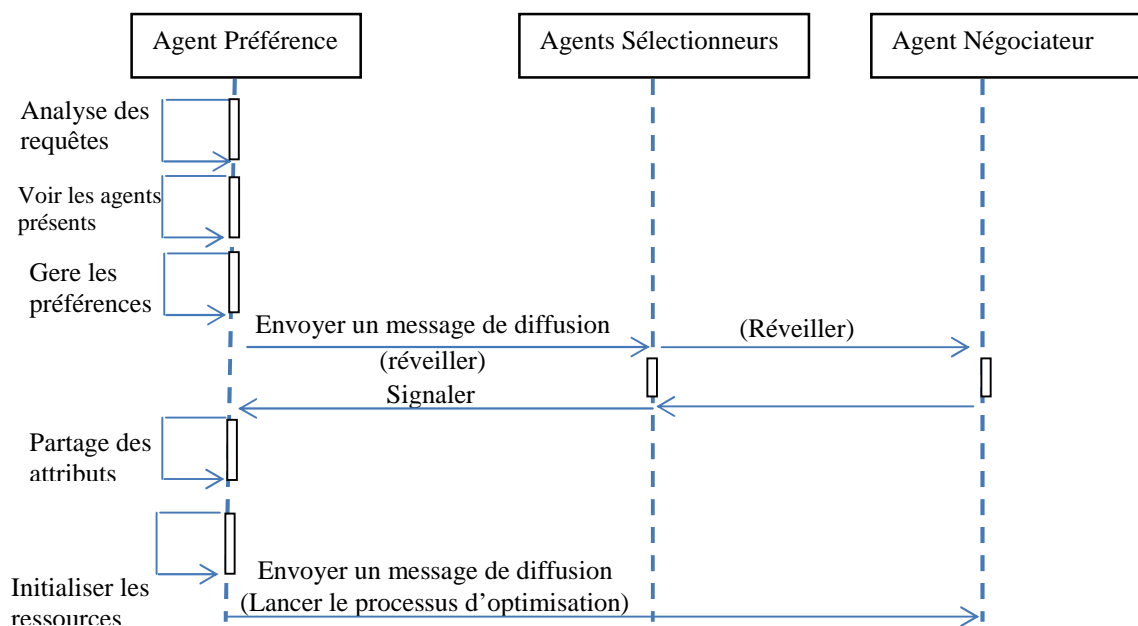 Agent Préférence
Agents Sélectionneurs
Agent Négociateur
Analyse des
requêtes
Voir les agents
présents
Gere les
préférences
Envoyer un message de diffusion
(réveiller)
(Réveiller)
Signaler
Partage des
attributs
Initialiser les
ressources
Envoyer un message de diffusion
(Lancer le processus d’optimisation)